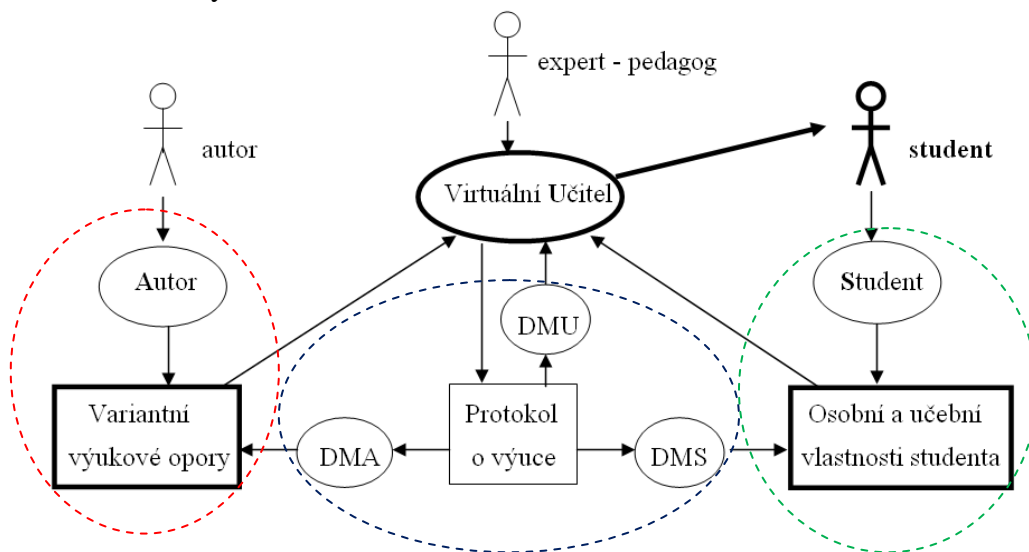 expert - pedagog
autor
student
Virtuální Učitel
Autor
Student
DMU
Variantní
výukové opory
DMA
Protokol
o výuce
DMS
Osobní a učební
vlastnosti studenta